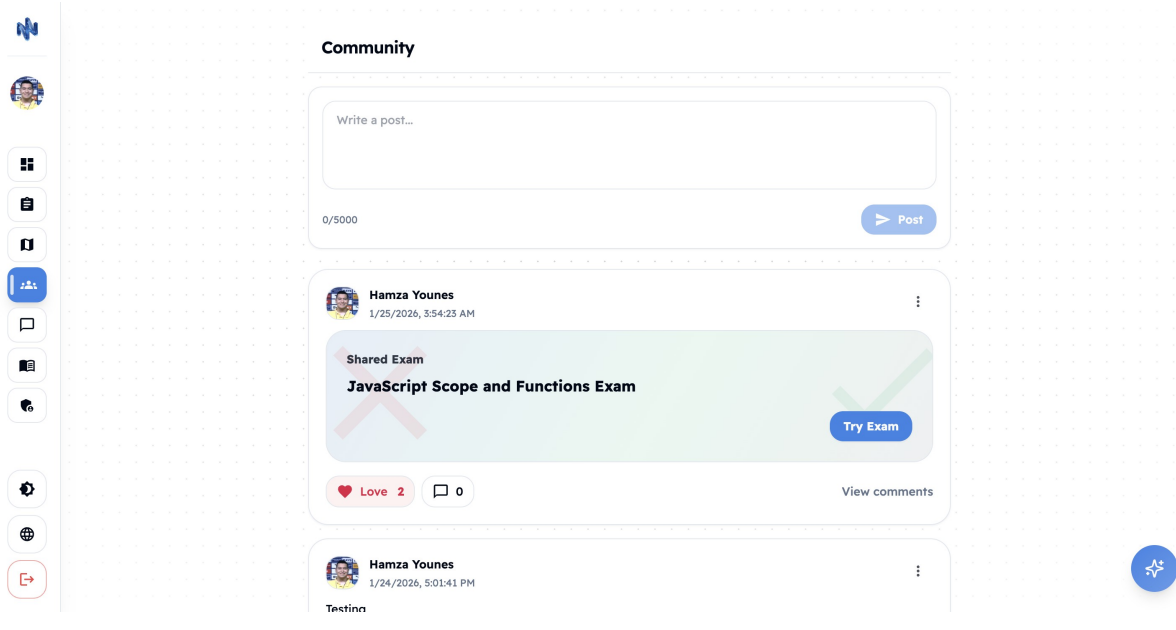 Community
Write a post...
0/5000
Post
Hamza Younes
1/25/2026, 3:54:23 AM
Shared Exam
JavaScript Scope and Functions Exam
Try Exam
Love 2
0
View comments
Hamza Younes
1/24/2026, 5:01:41 PM
Testing